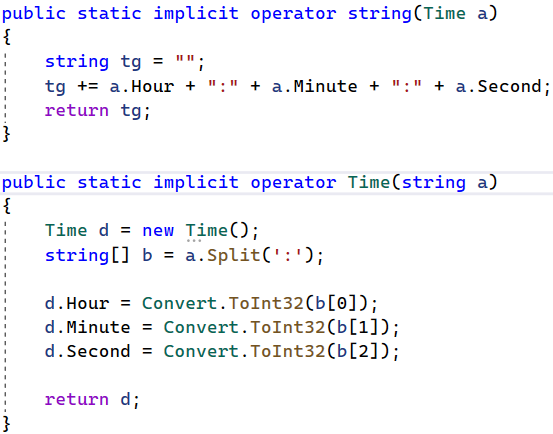 public static implicit operator string(Time a)
{
    string tg = "";
    tg += a.Hour + ":" + a.Minute + ":" + a.Second;
    return tg;
}

public static implicit operator Time(string a)
{
    Time d = new Time();
    string[] b = a.Split(':');

    d.Hour = Convert.ToInt32(b[0]);
    d.Minute = Convert.ToInt32(b[1]);
    d.Second = Convert.ToInt32(b[2]);

    return d;
}